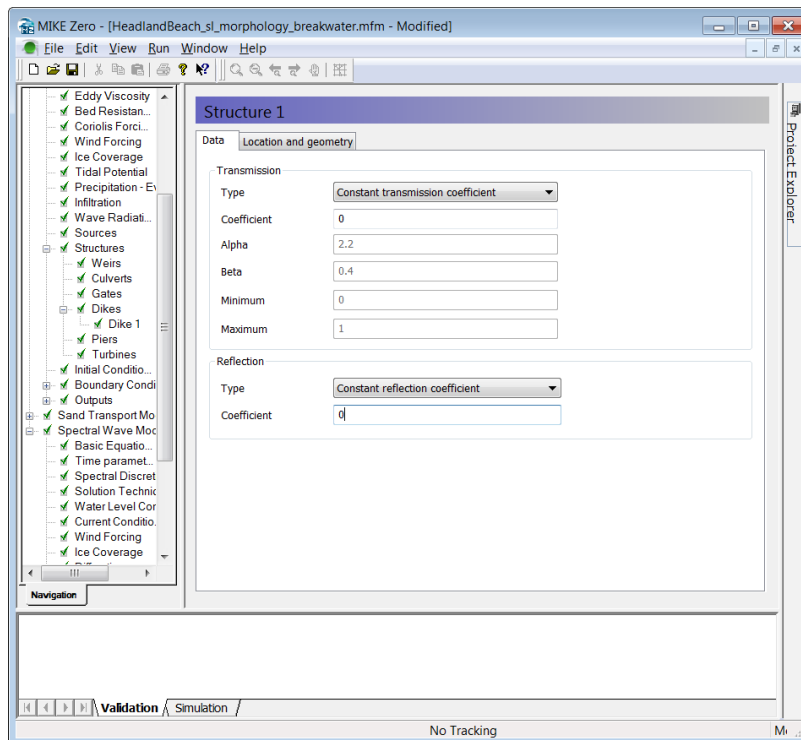 MIKE Zero - [HeadlandBeach_sl_morphology_breakwater.mfm - Modified]
File Edit View Run Window Help
Eddy Viscosity
Bed Resistan...
Coriolis Forci...
Wind Forcing
Ice Coverage
Tidal Potential
Precipitation - Ev
Infiltration
Wave Radiati...
Sources
Structures
Weirs
Culverts
Gates
Dikes
Dike 1
Piers
Turbines
Initial Conditio...
Boundary Condi
Outputs
Sand Transport Mo
Spectral Wave Moc
Basic Equatio...
Time paramet...
Spectral Discret
Solution Technic
Water Level Cor
Current Conditio.
Wind Forcing
Ice Coverage
Navigation
Structure 1
Data Location and geometry
Transmission
Type Constant transmission coefficient
Coefficient 0
Alpha 2.2
Beta 0.4
Minimum 0
Maximum 1
Reflection
Type Constant reflection coefficient
Coefficient 0
Project Explorer
Validation Simulation
No Tracking